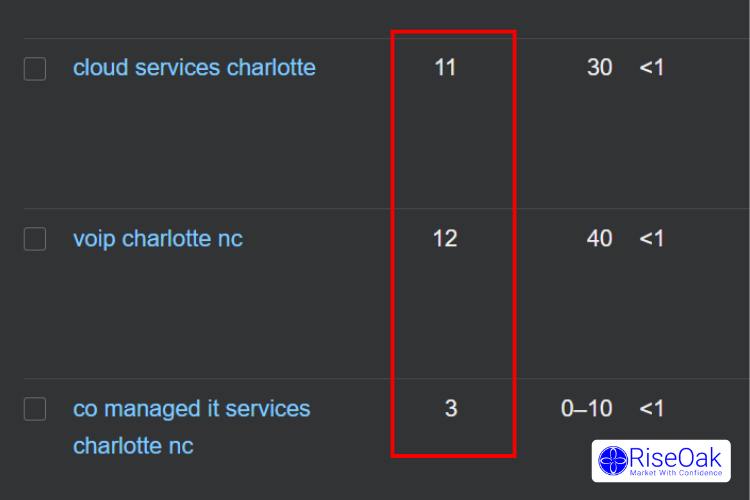 cloud services charlotte 11 30 <1
voip charlotte nc 12 40 <1
co managed it services 3 0–10 <1
charlotte nc
RiseOak
Market With Confidence